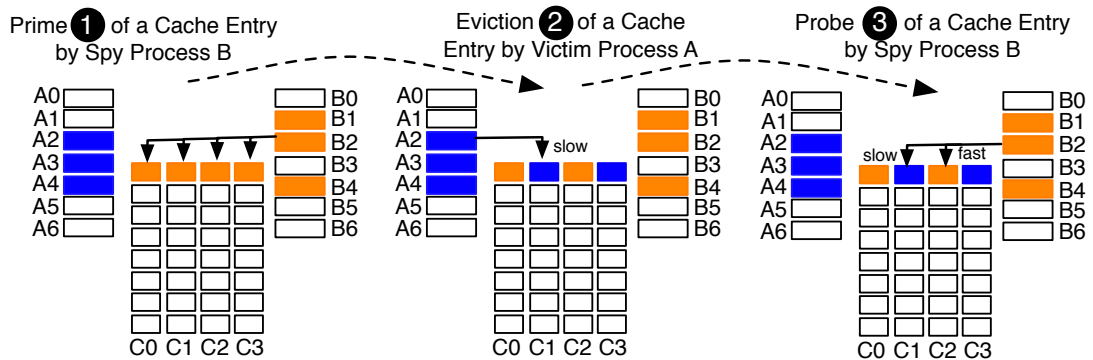 Prime 1 of a Cache Entry
by Spy Process B
Eviction 2 of a Cache
Entry by Victim Process A
Probe 3 of a Cache Entry
by Spy Process B
A0
A1
A2
A3
A4
A5
A6
B0
B1
B2
B3
B4
B5
B6
C0 C1 C2 C3
A0
A1
A2
A3
A4
A5
A6
slow
B0
B1
B2
B3
B4
B5
B6
C0 C1 C2 C3
A0
A1
A2
A3
A4
A5
A6
slow
fast
B0
B1
B2
B3
B4
B5
B6
C0 C1 C2 C3